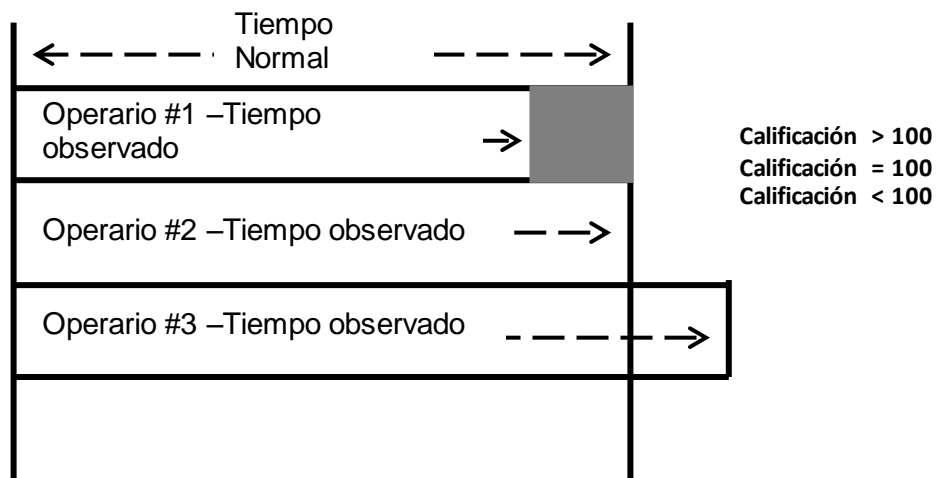 Tiempo
Normal
Operario #1 –Tiempo
observado
Calificación > 100
Calificación = 100
Calificación < 100
Operario #2 –Tiempo observado
Operario #3 –Tiempo observado